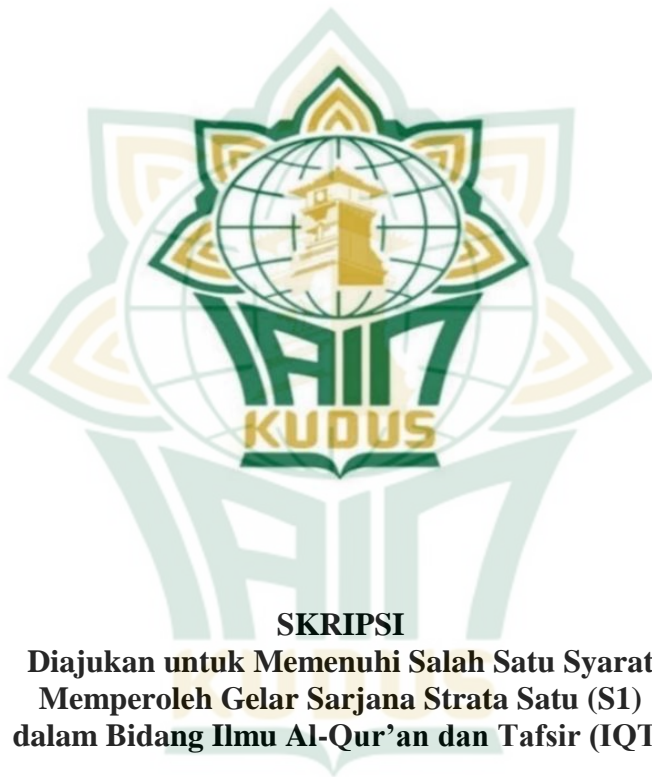 IAIN
KUDUS
SKRIPSI
Diajukan untuk Memenuhi Salah Satu Syarat
Memperoleh Gelar Sarjana Strata Satu (S1)
dalam Bidang Ilmu Al-Qur’an dan Tafsir (IQT